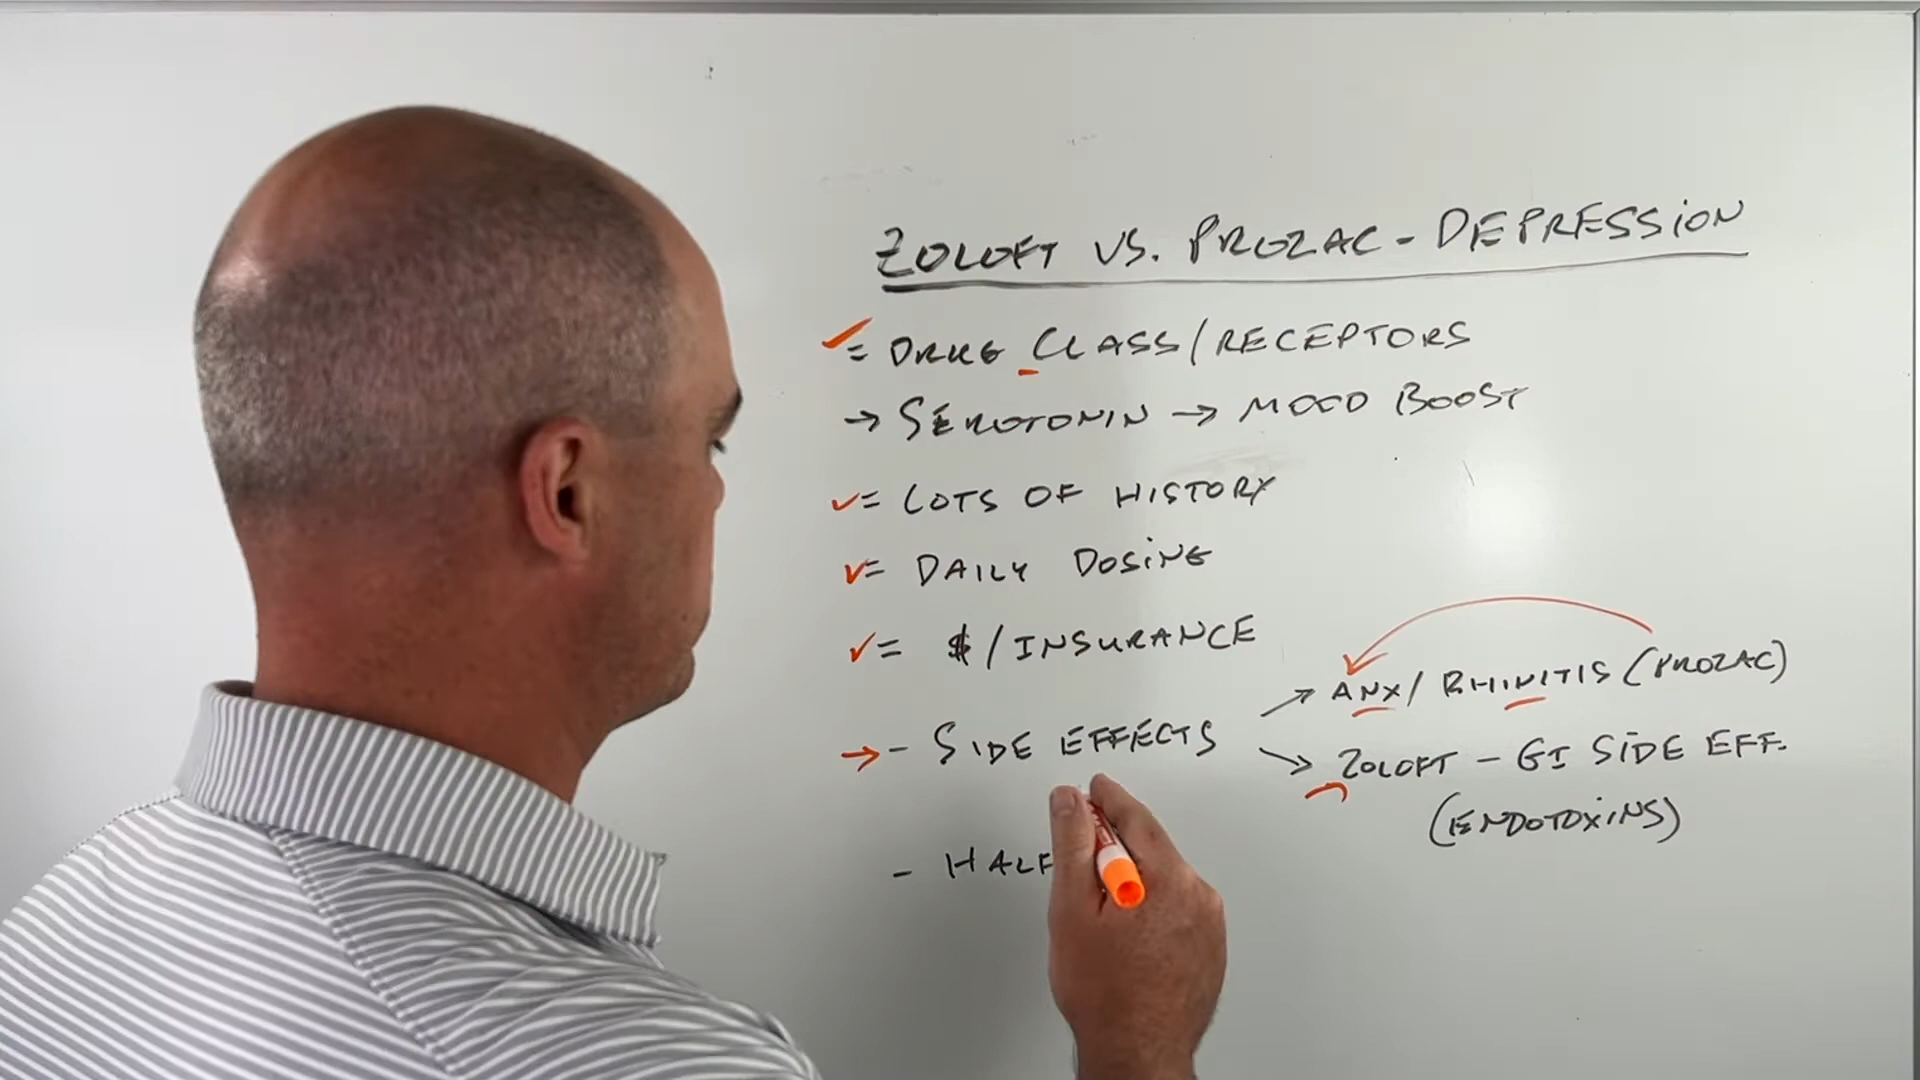 ZOLOFT VS. PROZAC - DEPRESSION
= DRUG CLASS/RECEPTORS
→ SEROTONIN → MOOD BOOST
✓= LOTS OF HISTORY
✓= DAILY DOSING
✓= $/INSURANCE
→ - SIDE EFFECTS
→ ANX/RHINITIS (PROZAC)
→ ZOLOFT - GI SIDE EFF.
(ENDOTOXINS)
- HALF